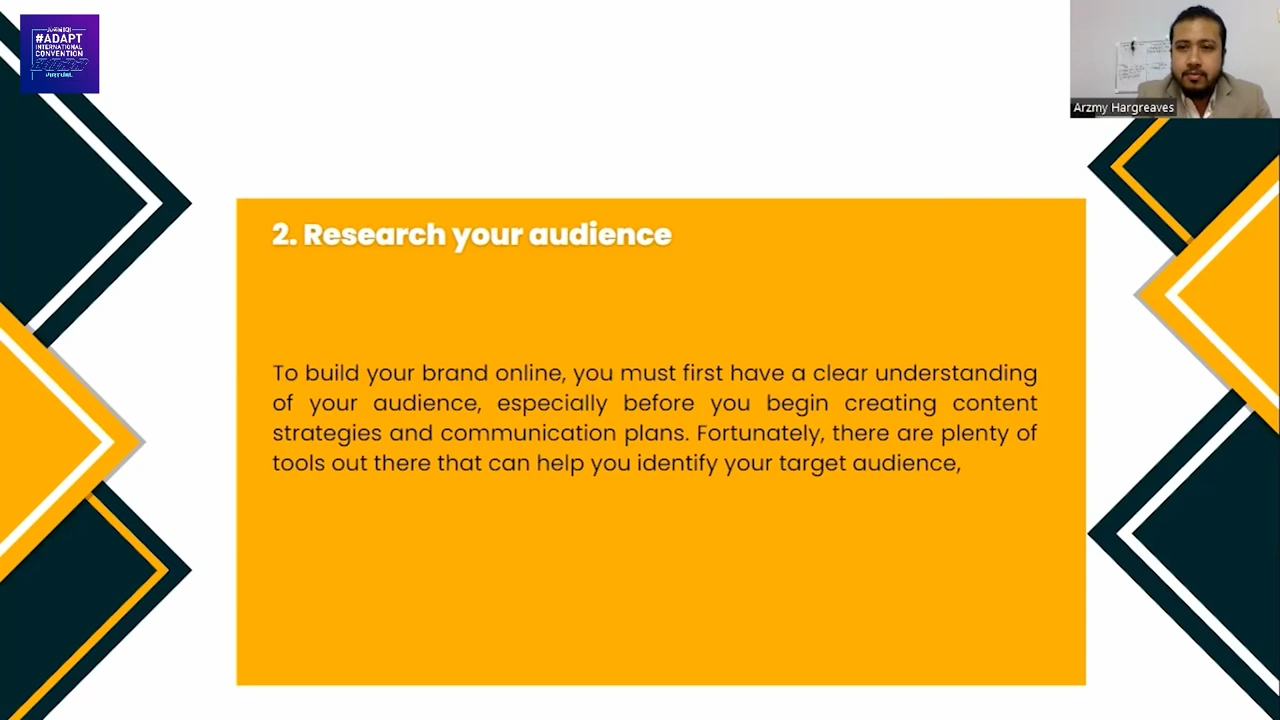 #ADAPT
INTERNATIONAL
CONVENTION
VIRTUAL
Arzmy Hargreaves
2. Research your audience
To build your brand online, you must first have a clear understanding
of your audience, especially before you begin creating content
strategies and communication plans. Fortunately, there are plenty of
tools out there that can help you identify your target audience,